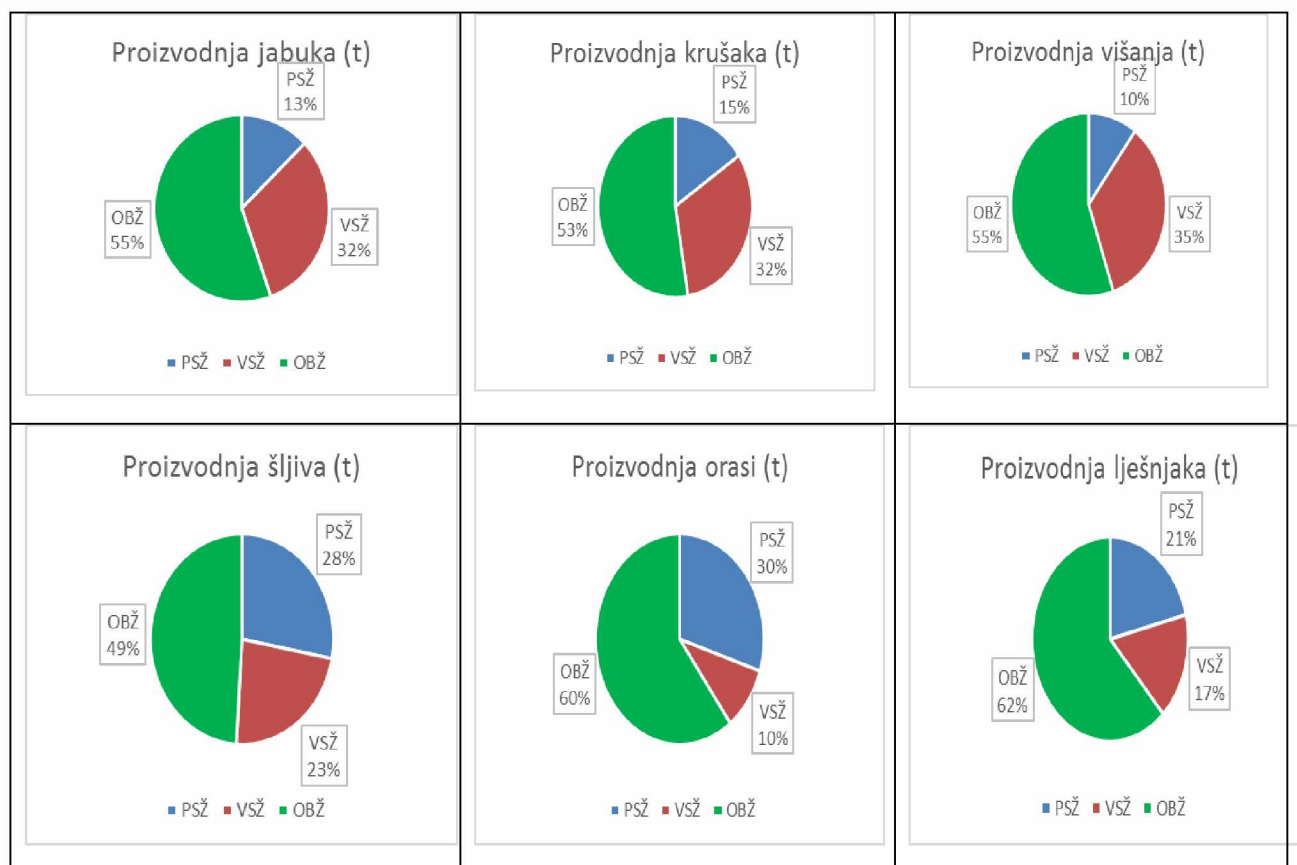 Proizvodnja jabuka (t)
PSŽ
13%
VSŽ
32%
OBŽ
55%
PSŽ VSŽ OBŽ
Proizvodnja krušaka (t)
PSŽ
15%
VSŽ
32%
OBŽ
53%
PSŽ VSŽ OBŽ
Proizvodnja višanja (t)
PSŽ
10%
VSŽ
35%
OBŽ
55%
PSŽ VSŽ OBŽ
Proizvodnja šljiva (t)
PSŽ
28%
VSŽ
23%
OBŽ
49%
PSŽ VSŽ OBŽ
Proizvodnja orasi (t)
PSŽ
30%
VSŽ
10%
OBŽ
60%
PSŽ VSŽ OBŽ
Proizvodnja lješnjaka (t)
PSŽ
21%
VSŽ
17%
OBŽ
62%
PSŽ VSŽ OBŽ